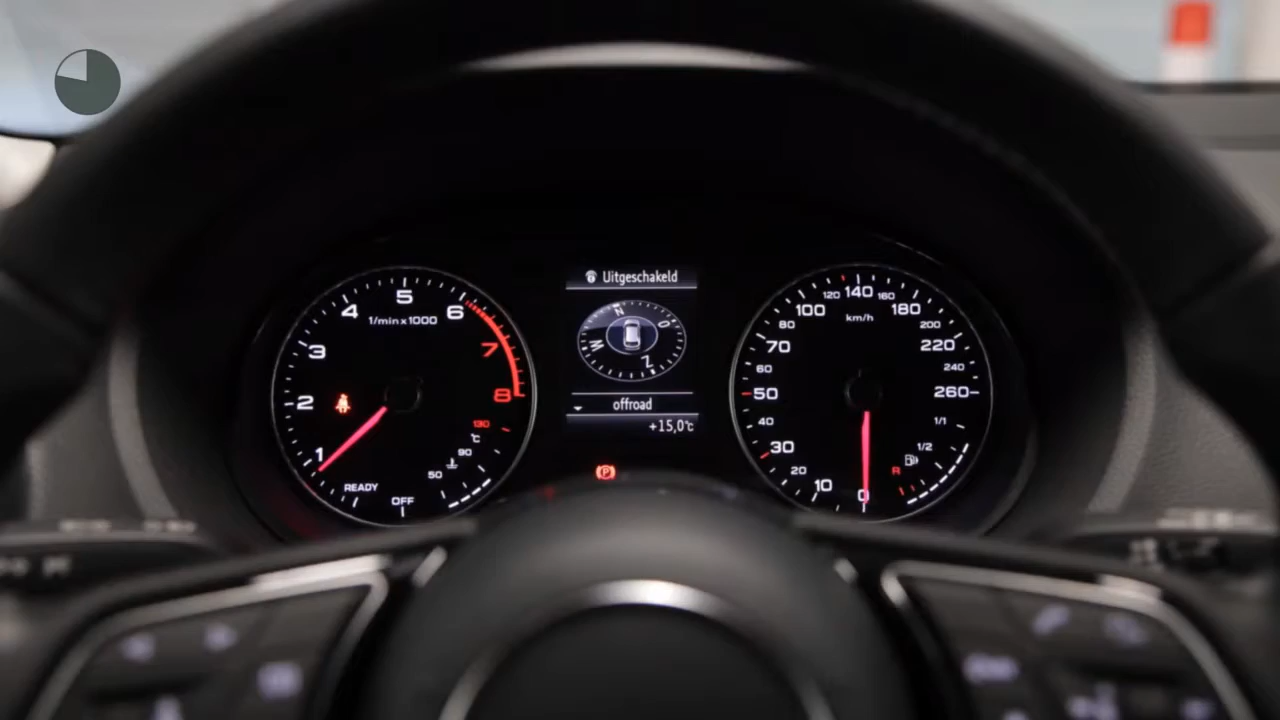 Uitgeschakeld
N
O
W
Z
offroad
+15,0°c
1/min x 1000
1
2
3
4
5
6
7
8
READY
OFF
50
90
130
°C
P
km/h
0
10
20
30
40
50
60
70
80
100
120
140
160
180
200
220
240
260
1/1
1/2
R